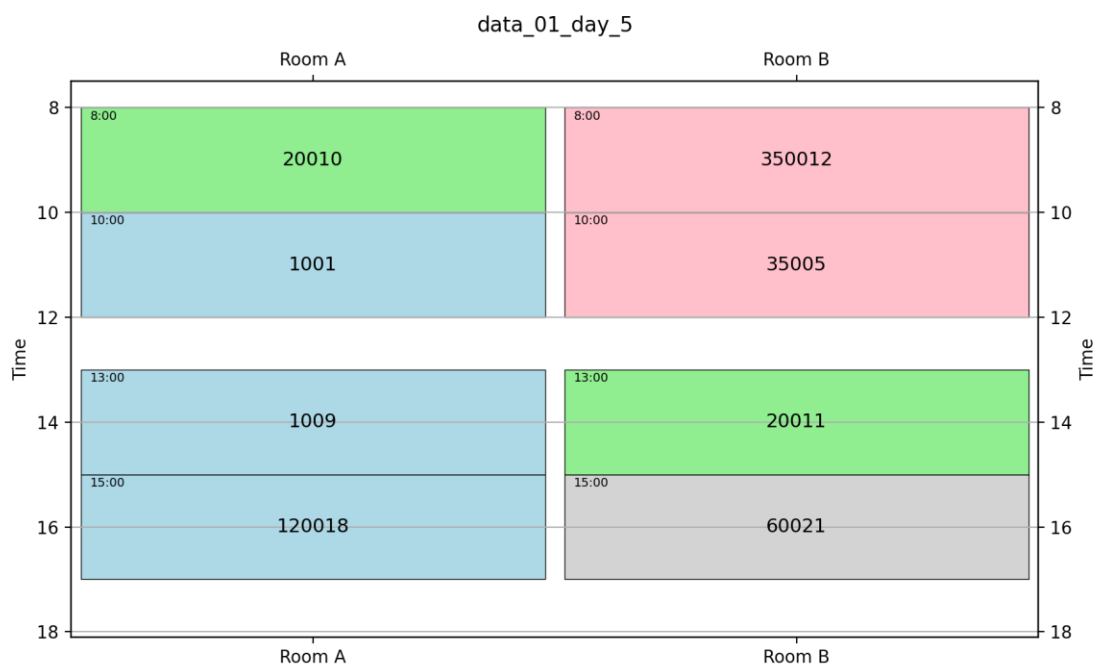 data_01_day_5
Room A Room B
8 8:00 8:00 8
20010 350012
10 10:00 10:00 10
1001 35005
12 12
Time Time
13:00 13:00
14 1009 20011 14
15:00 15:00
16 120018 60021 16
18 18
Room A Room B